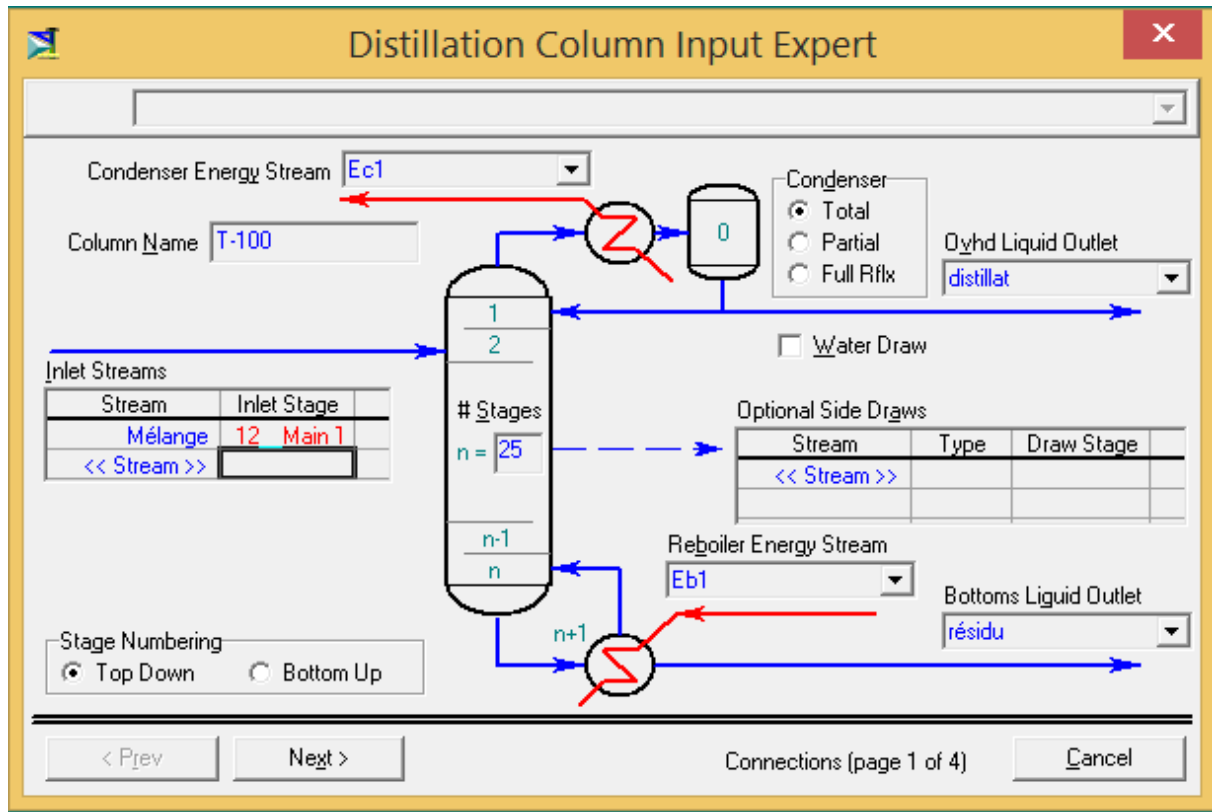 Distillation Column Input Expert
Condenser Energy Stream Ec1
Column Name T-100
Condenser
Total
Partial
Full Rflx
0
Ovhd Liquid Outlet
distillat
1
2
Water Draw
Inlet Streams
Stream Inlet Stage
Mélange 12__Main T
<< Stream >>
# Stages
n = 25
Optional Side Draws
Stream Type Draw Stage
<< Stream >>
n-1
n
Reboiler Energy Stream
Eb1
Bottoms Liquid Outlet
résidu
n+1
Stage Numbering
Top Down Bottom Up
< Prev Next > Connections (page 1 of 4) Cancel